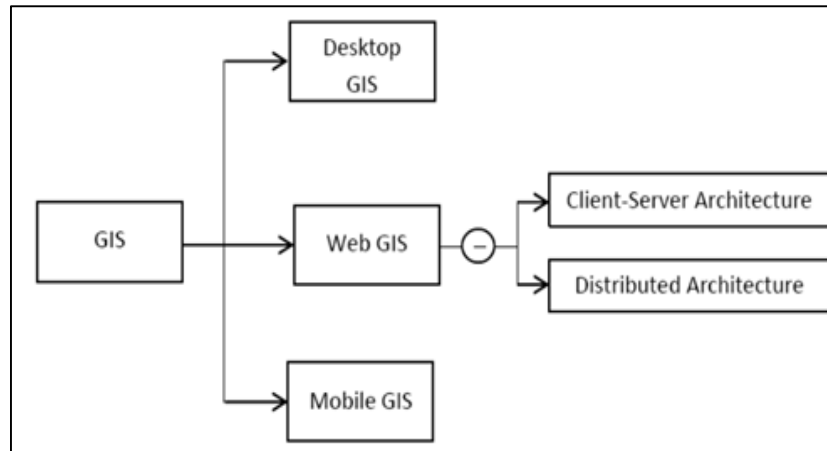 Desktop
GIS
GIS
Web GIS
Client-Server Architecture
Distributed Architecture
Mobile GIS